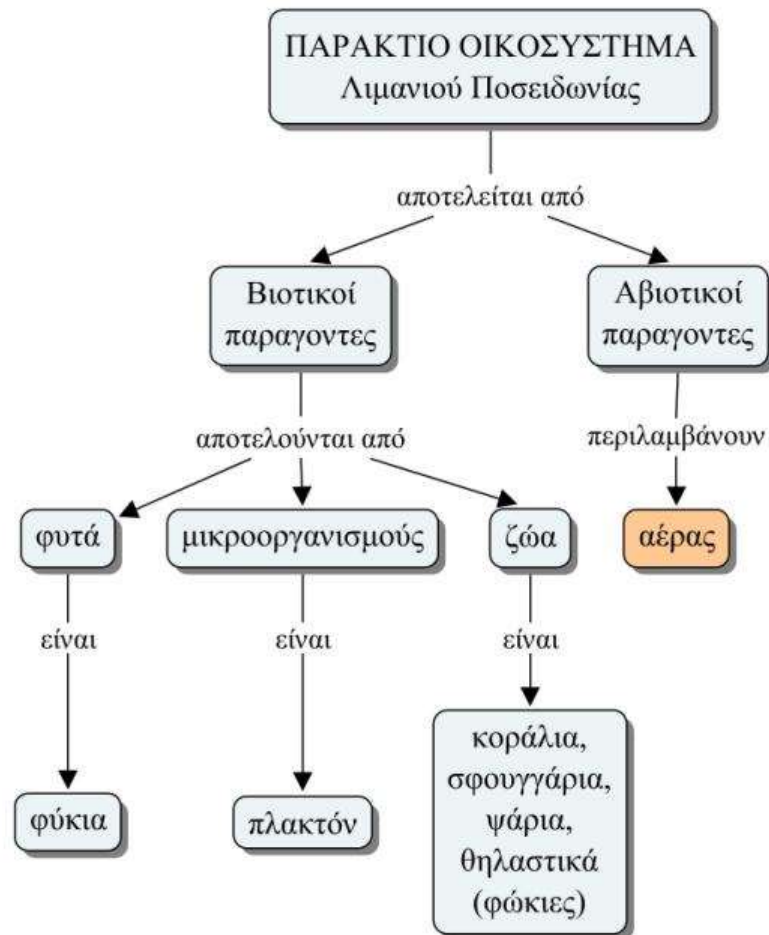 ΠΑΡΑΚΤΙΟ ΟΙΚΟΣΥΣΤΗΜΑ
Λιμανιού Ποσειδωνίας
αποτελείται από
Βιοτικοί
παραγοντες
Αβιοτικοί
παραγοντες
αποτελούνται από
περιλαμβάνουν
φυτά
μικροοργανισμούς
ζώα
αέρας
είναι
είναι
είναι
φύκια
πλακτόν
κοράλια,
σφουγγάρια,
ψάρια,
θηλαστικά
(φώκιες)